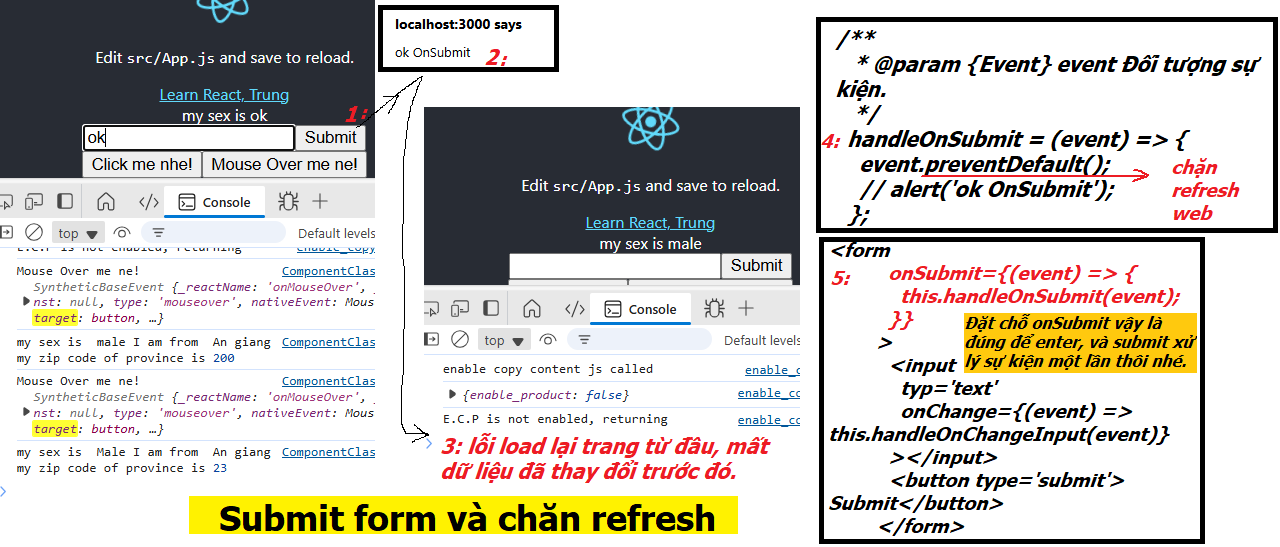 Edit src/App.js and save to reload.
Learn React, Trung
my sex is ok
1:
ok
Submit
Click me nhe!
Mouse Over me ne!
Console
top
Filter
Default levels
E.C.P is not enabled, returning
enable_copy
Mouse Over me ne!
ComponentClas
SyntheticBaseEvent {_reactName: 'onMouseOver',
nst: null, type: 'mouseover', nativeEvent: Mous
target: button, …}
my sex is  male I am from  An giang
ComponentClas
my zip code of province is 200
Mouse Over me ne!
ComponentClas
SyntheticBaseEvent {_reactName: 'onMouseOver',
nst: null, type: 'mouseover', nativeEvent: Mous
target: button, …}
my sex is  Male I am from  An giang
ComponentClas
my zip code of province is 23
localhost:3000 says
ok OnSubmit
2:
Edit src/App.js and save to reload.
Learn React, Trung
my sex is male
Submit
Console
top
Filter
Default levels
enable copy content js called
enable_c
{enable_product: false}
enable_co
E.C.P is not enabled, returning
enable_co
3: lỗi load lại trang từ đâu, mất
dữ liệu đã thay đổi trước đó.
Submit form và chăn refresh
/**
* @param {Event} event Đối tượng sự
kiện.
*/
4: handleOnSubmit = (event) => {
event.preventDefault();
// alert('ok OnSubmit');
};
chặn
refresh
web
<form
5: onSubmit={(event) => {
this.handleOnSubmit(event);
}}
>
Đặt chỗ onSubmit vậy là
đúng để enter, và submit xử
lý sự kiện một lần thôi nhé.
<input
typ='text'
onChange={(event) =>
this.handleOnChangeInput(event)}
></input>
<button type='submit'>
Submit</button>
</form>